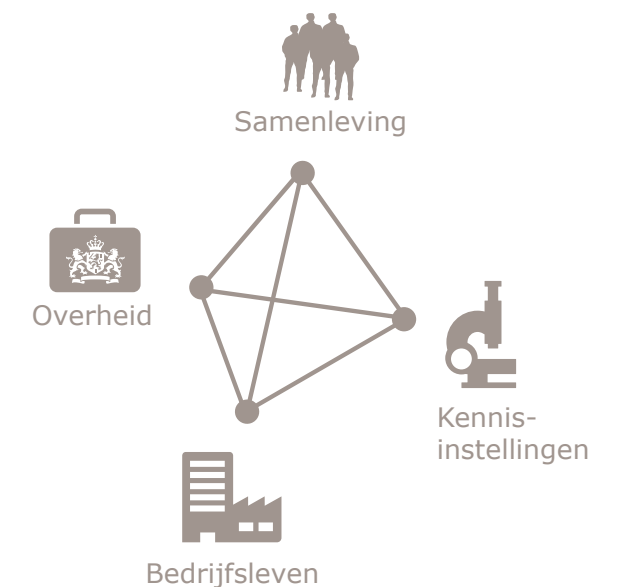 Samenleving
Overheid
Kennis-
instellingen
Bedrijfsleven